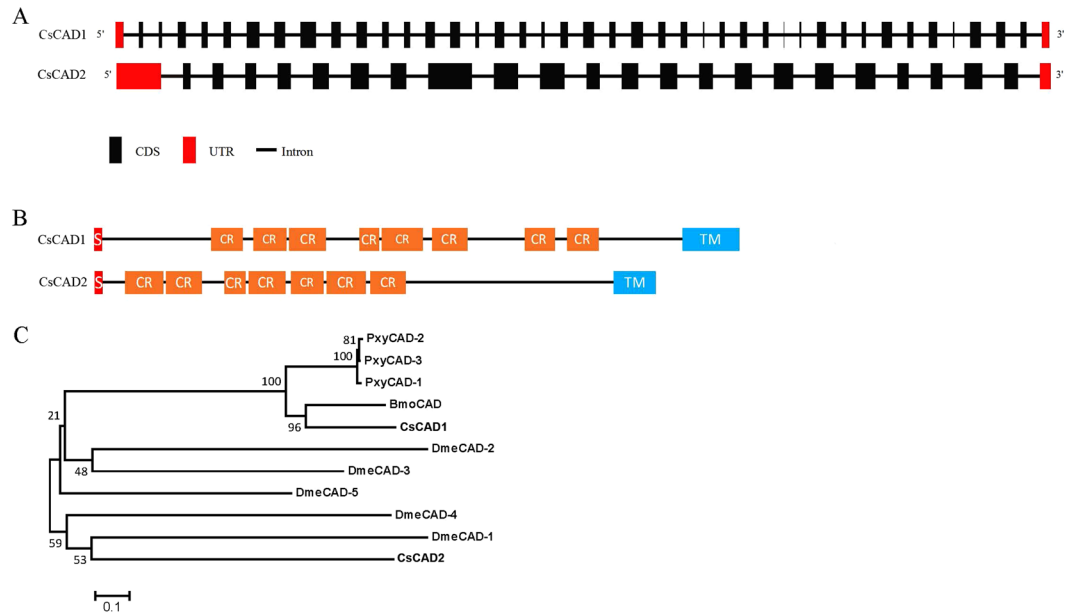 A
CsCAD1 5' 3'
CsCAD2 5' 3'
CDS UTR Intron
B
CsCAD1 S CR CR CR CR CR CR CR CR TM
CsCAD2 S CR CR CR CR CR CR CR TM
C
81 PxyCAD-2
100 PxyCAD-3
PxyCAD-1
100
BmoCAD
96 CsCAD1
21
DmeCAD-2
48 DmeCAD-3
DmeCAD-5
DmeCAD-4
59
DmeCAD-1
53 CsCAD2
0.1